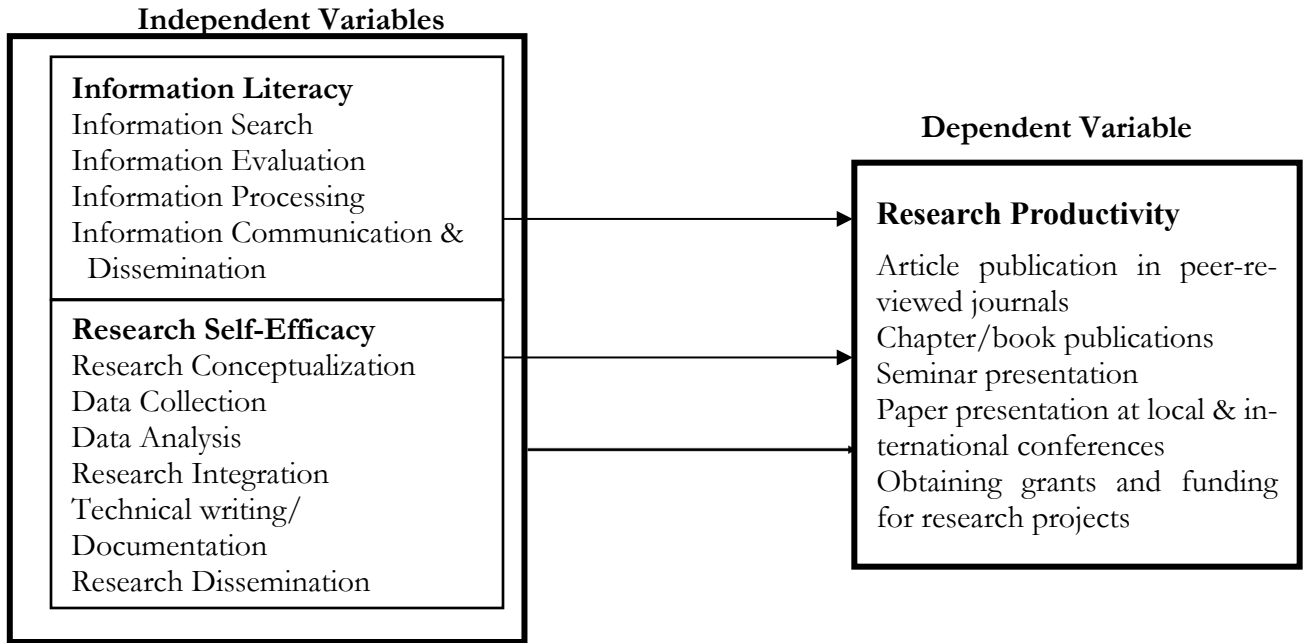 Independent Variables
Information Literacy
Information Search
Information Evaluation
Information Processing
Information Communication &
Dissemination
Research Self-Efficacy
Research Conceptualization
Data Collection
Data Analysis
Research Integration
Technical writing/
Documentation
Research Dissemination
Dependent Variable
Research Productivity
Article publication in peer-re-
viewed journals
Chapter/book publications
Seminar presentation
Paper presentation at local & in-
ternational conferences
Obtaining grants and funding
for research projects